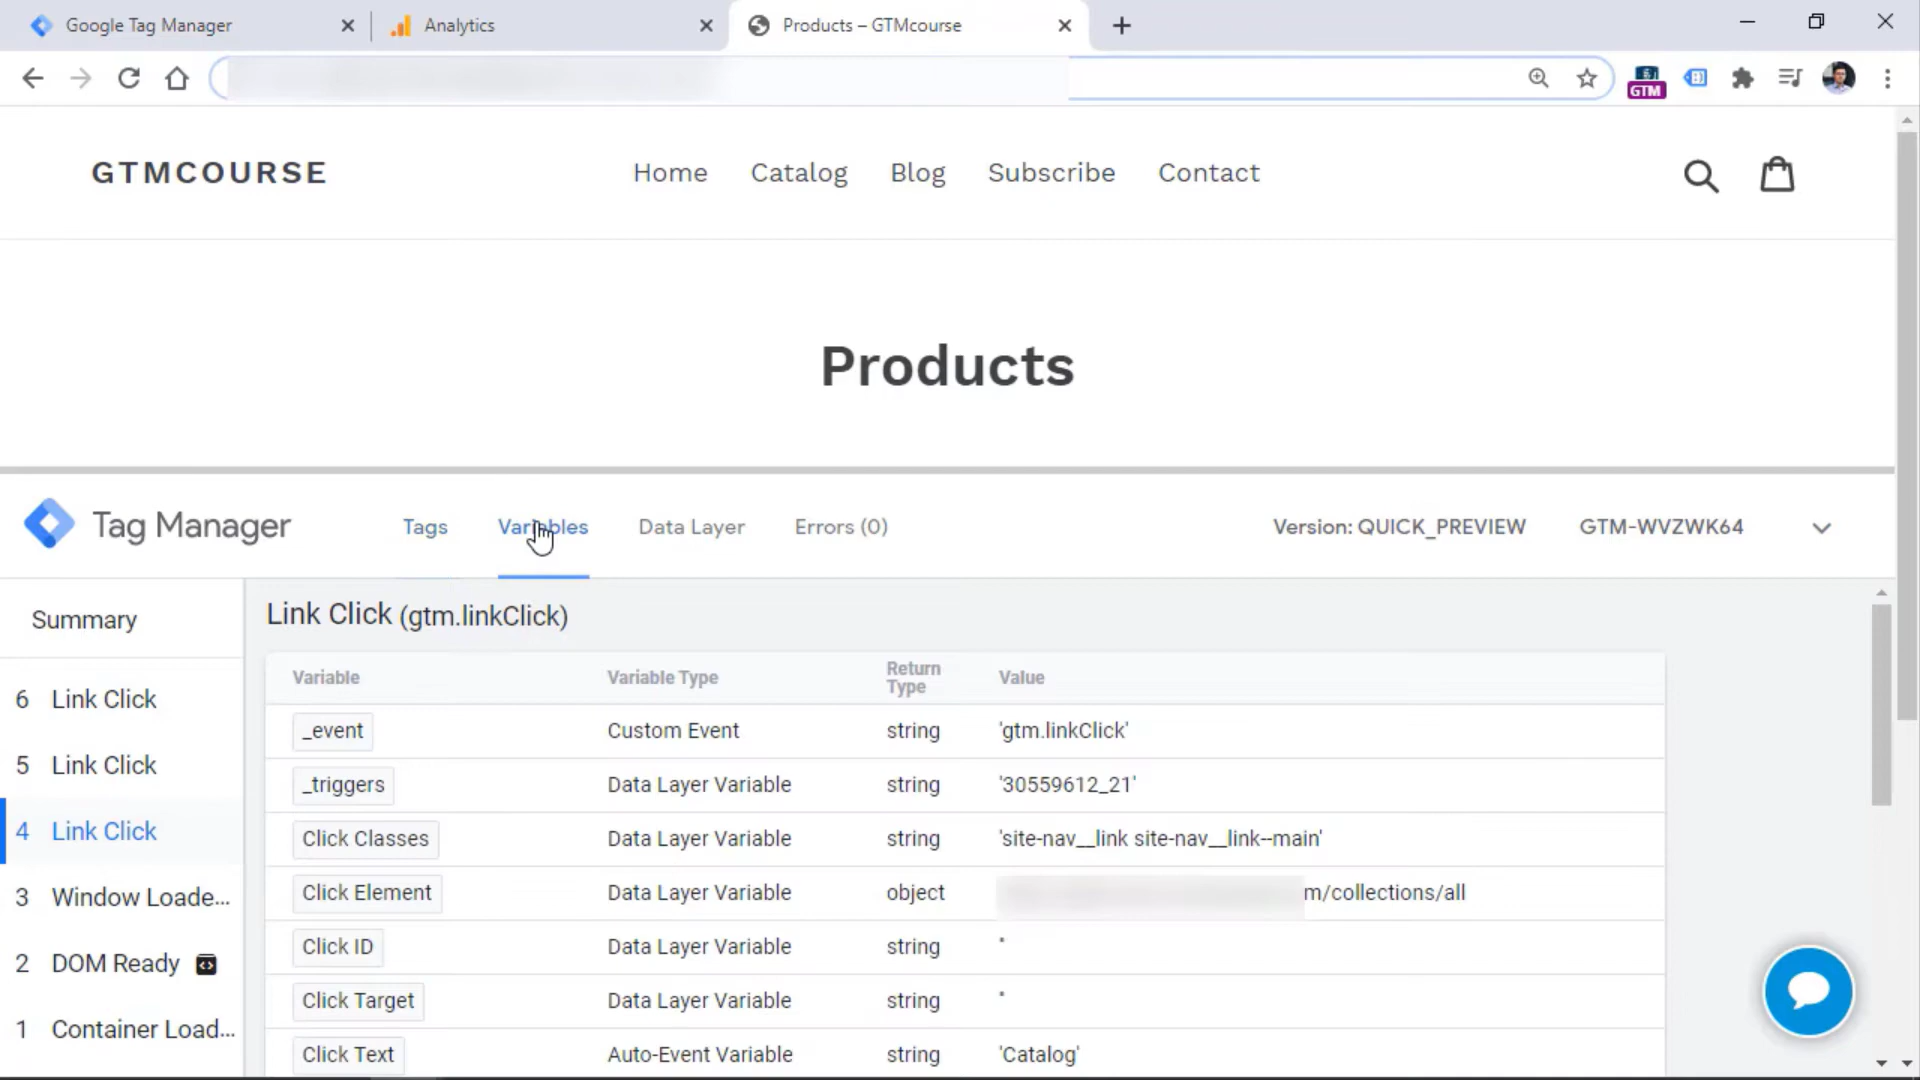 Google Tag Manager
Analytics
Products – GTMcourse
GTM
GTMCOURSE
Home
Catalog
Blog
Subscribe
Contact
Products
Tag Manager
Tags
Variables
Data Layer
Errors (0)
Version: QUICK_PREVIEW
GTM-WVZWK64
Summary
6 Link Click
5 Link Click
4 Link Click
3 Window Loade...
2 DOM Ready
1 Container Load...
Link Click (gtm.linkClick)
Variable Variable Type Return Type Value
_event Custom Event string 'gtm.linkClick'
_triggers Data Layer Variable string '30559612_21'
Click Classes Data Layer Variable string 'site-nav__link site-nav__link--main'
Click Element Data Layer Variable object m/collections/all
Click ID Data Layer Variable string ''
Click Target Data Layer Variable string ''
Click Text Auto-Event Variable string 'Catalog'